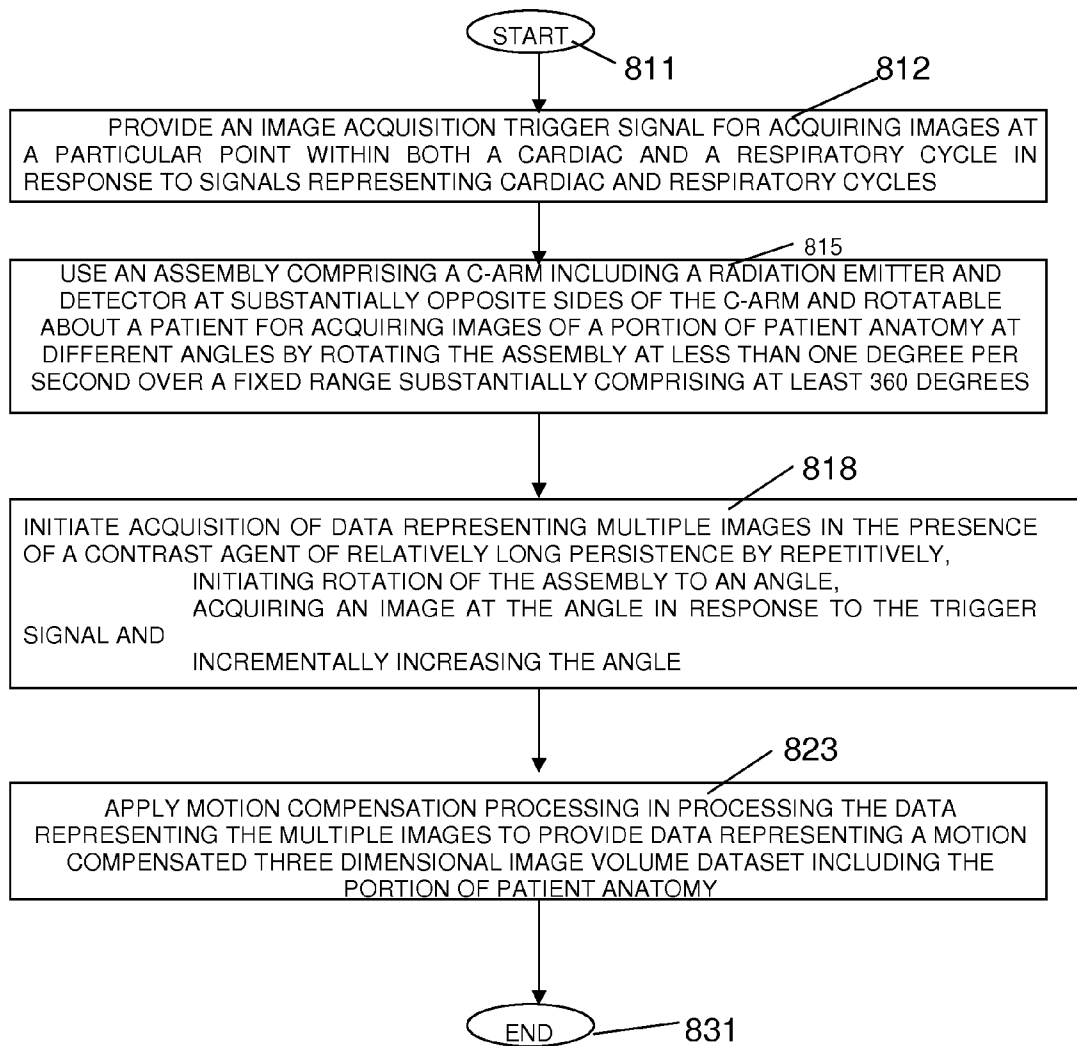 START
811
812
PROVIDE AN IMAGE ACQUISITION TRIGGER SIGNAL FOR ACQUIRING IMAGES AT
A PARTICULAR POINT WITHIN BOTH A CARDIAC AND A RESPIRATORY CYCLE IN
RESPONSE TO SIGNALS REPRESENTING CARDIAC AND RESPIRATORY CYCLES
815
USE AN ASSEMBLY COMPRISING A C-ARM INCLUDING A RADIATION EMITTER AND
DETECTOR AT SUBSTANTIALLY OPPOSITE SIDES OF THE C-ARM AND ROTATABLE
ABOUT A PATIENT FOR ACQUIRING IMAGES OF A PORTION OF PATIENT ANATOMY AT
DIFFERENT ANGLES BY ROTATING THE ASSEMBLY AT LESS THAN ONE DEGREE PER
SECOND OVER A FIXED RANGE SUBSTANTIALLY COMPRISING AT LEAST 360 DEGREES
818
INITIATE ACQUISITION OF DATA REPRESENTING MULTIPLE IMAGES IN THE PRESENCE
OF A CONTRAST AGENT OF RELATIVELY LONG PERSISTENCE BY REPETITIVELY,
INITIATING ROTATION OF THE ASSEMBLY TO AN ANGLE,
ACQUIRING AN IMAGE AT THE ANGLE IN RESPONSE TO THE TRIGGER
SIGNAL AND
INCREMENTALLY INCREASING THE ANGLE
823
APPLY MOTION COMPENSATION PROCESSING IN PROCESSING THE DATA
REPRESENTING THE MULTIPLE IMAGES TO PROVIDE DATA REPRESENTING A MOTION
COMPENSATED THREE DIMENSIONAL IMAGE VOLUME DATASET INCLUDING THE
PORTION OF PATIENT ANATOMY
END
831